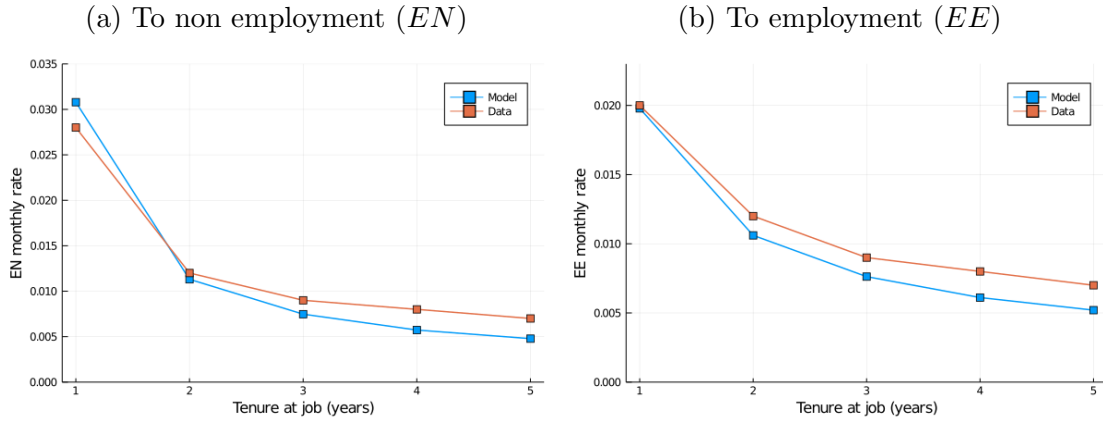 (a) To non employment (EN)
EN monthly rate
0.035
0.030
0.025
0.020
0.015
0.010
0.005
0.000
Model
Data
1 2 3 4 5
Tenure at job (years)
(b) To employment (EE)
EE monthly rate
0.020
0.015
0.010
0.005
0.000
Model
Data
1 2 3 4 5
Tenure at job (years)